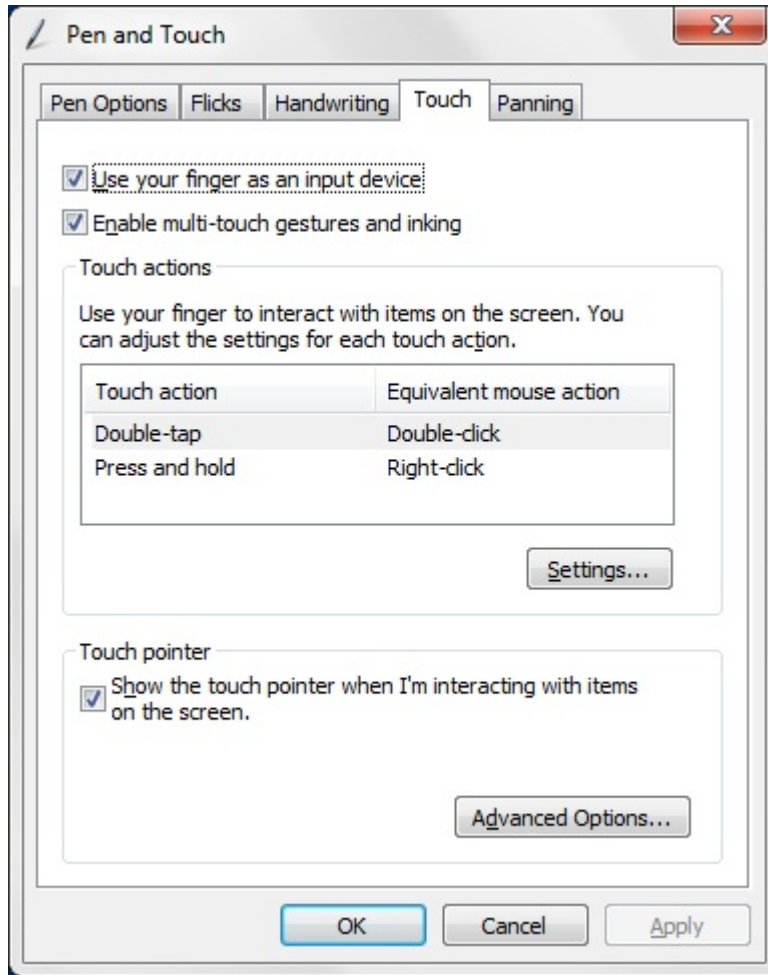 Pen and Touch
Pen Options Flicks Handwriting Touch Panning
Use your finger as an input device
Enable multi-touch gestures and inking
Touch actions
Use your finger to interact with items on the screen. You
can adjust the settings for each touch action.
Touch action Equivalent mouse action
Double-tap Double-click
Press and hold Right-click
Settings...
Touch pointer
Show the touch pointer when I'm interacting with items
on the screen.
Advanced Options...
OK Cancel Apply